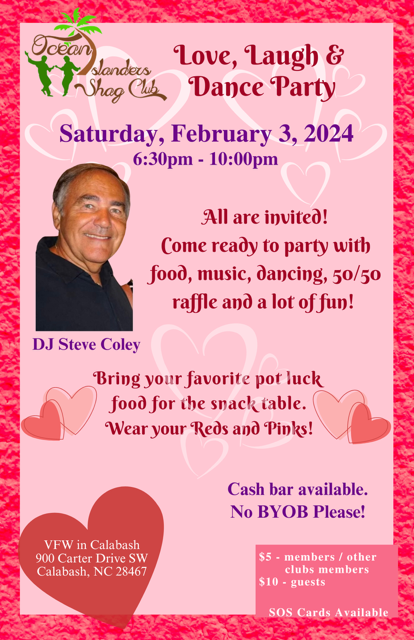 Ocean
Islanders
Shag Club
Love, Laugh &
Dance Party
Saturday, February 3, 2024
6:30pm - 10:00pm
All are invited!
Come ready to party with
food, music, dancing, 50/50
raffle and a lot of fun!
DJ Steve Coley
Bring your favorite pot luck
food for the snack table.
Wear your Reds and Pinks!
Cash bar available.
No BYOB Please!
VFW in Calabash
900 Carter Drive SW
Calabash, NC 28467
$5 - members / other
clubs members
$10 - guests
SOS Cards Available